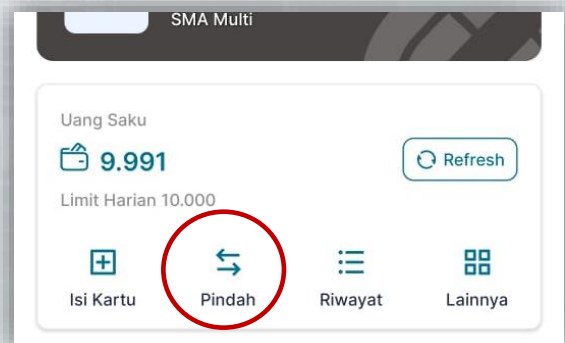 SMA Multi
Uang Saku
9.991
Refresh
Limit Harian 10.000
Isi Kartu
Pindah
Riwayat
Lainnya